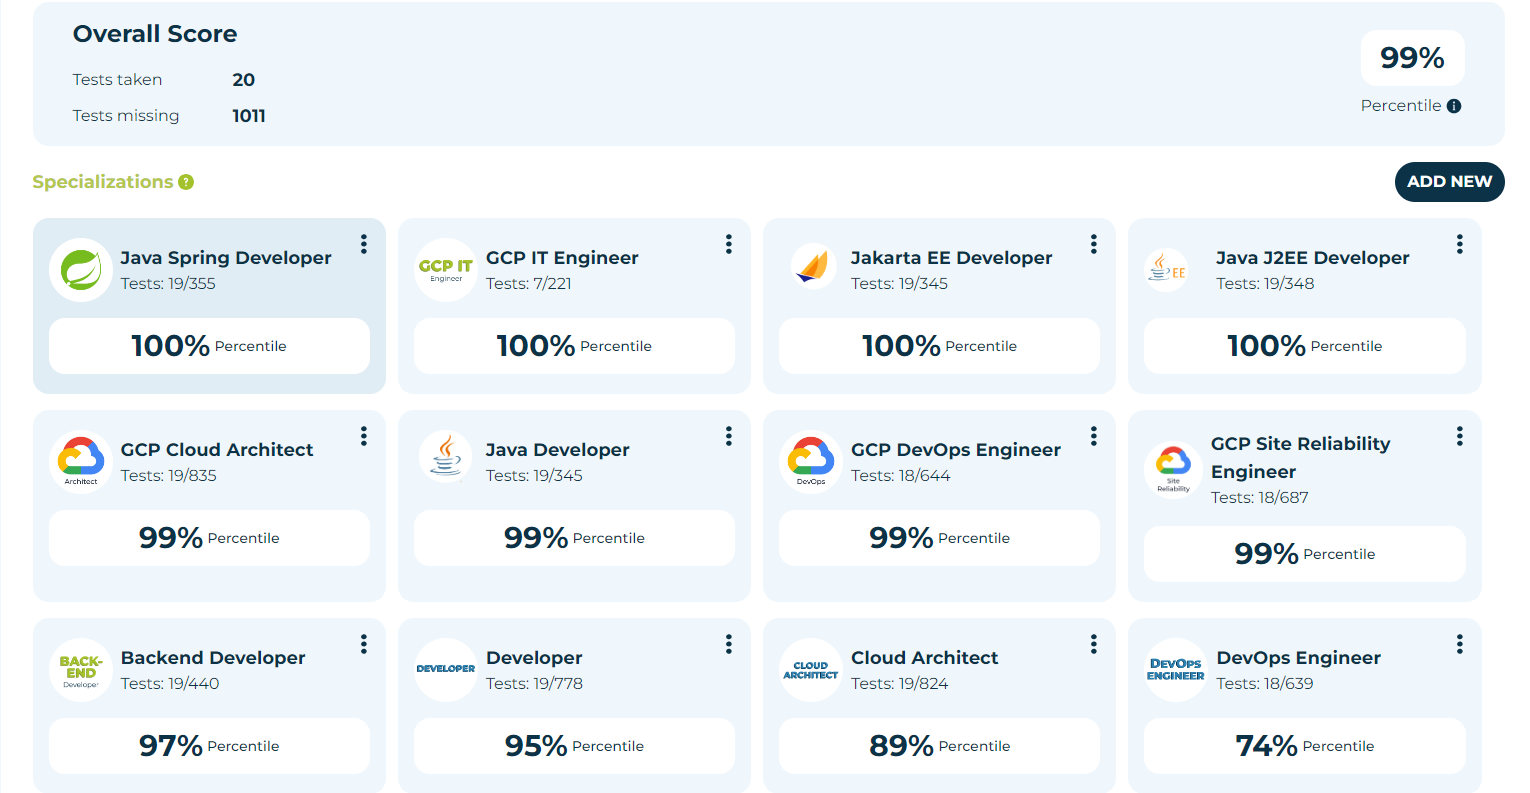 Overall Score
Tests taken 20
Tests missing 1011
99%
Percentile
Specializations ?
ADD NEW
Java Spring Developer
Tests: 19/355
100% Percentile
GCP IT
Engineer
GCP IT Engineer
Tests: 7/221
100% Percentile
Jakarta EE Developer
Tests: 19/345
100% Percentile
EE
Java J2EE Developer
Tests: 19/348
100% Percentile
Architect
GCP Cloud Architect
Tests: 19/835
99% Percentile
Java Developer
Tests: 19/345
99% Percentile
DevOps
GCP DevOps Engineer
Tests: 18/644
99% Percentile
Site
Reliability
GCP Site Reliability
Engineer
Tests: 18/687
99% Percentile
BACK-
END
Developer
Backend Developer
Tests: 19/440
97% Percentile
DEVELOPER
Developer
Tests: 19/778
95% Percentile
CLOUD
ARCHITECT
Cloud Architect
Tests: 19/824
89% Percentile
DEVOPS
ENGINEER
DevOps Engineer
Tests: 18/639
74% Percentile